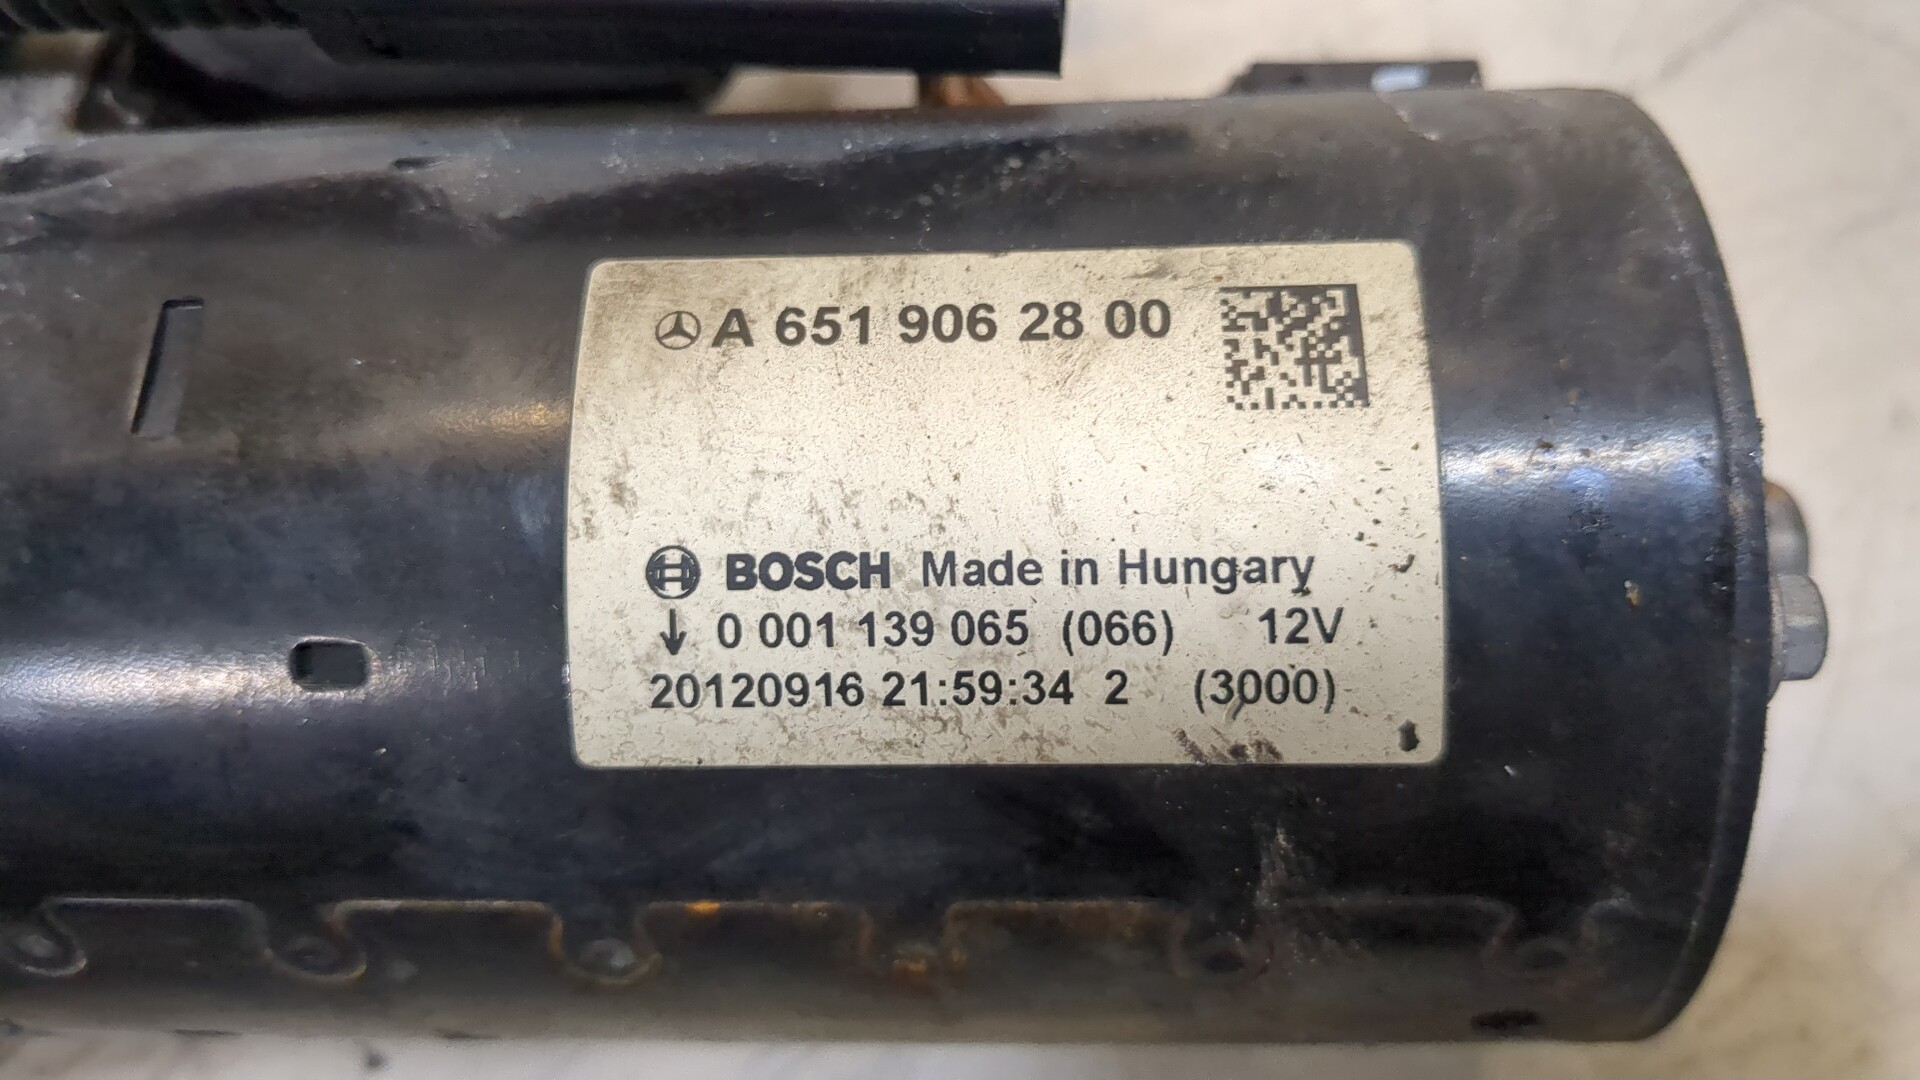 A 651 906 28 00
BOSCH Made in Hungary
↓ 0 001 139 065 (066) 12V
20120916 21:59:34 2 (3000)